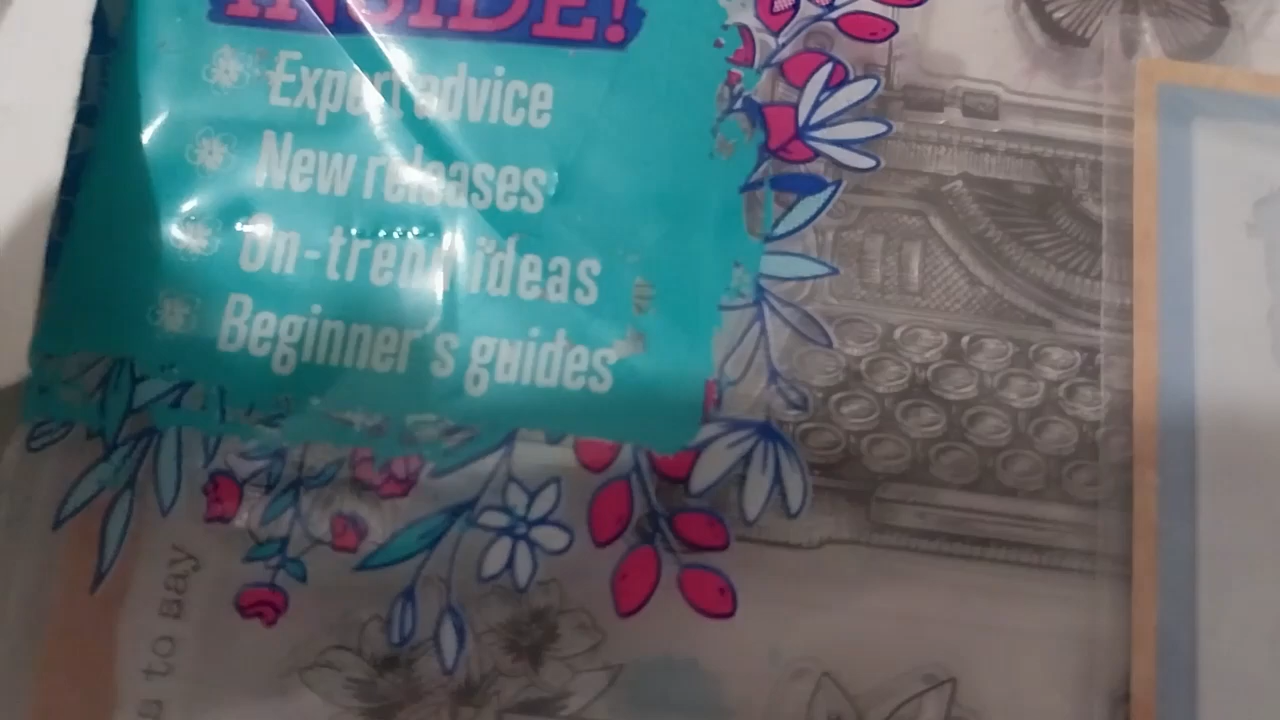 INSIDE!
Expert advice
New releases
On-trend ideas
Beginner's guides
to say